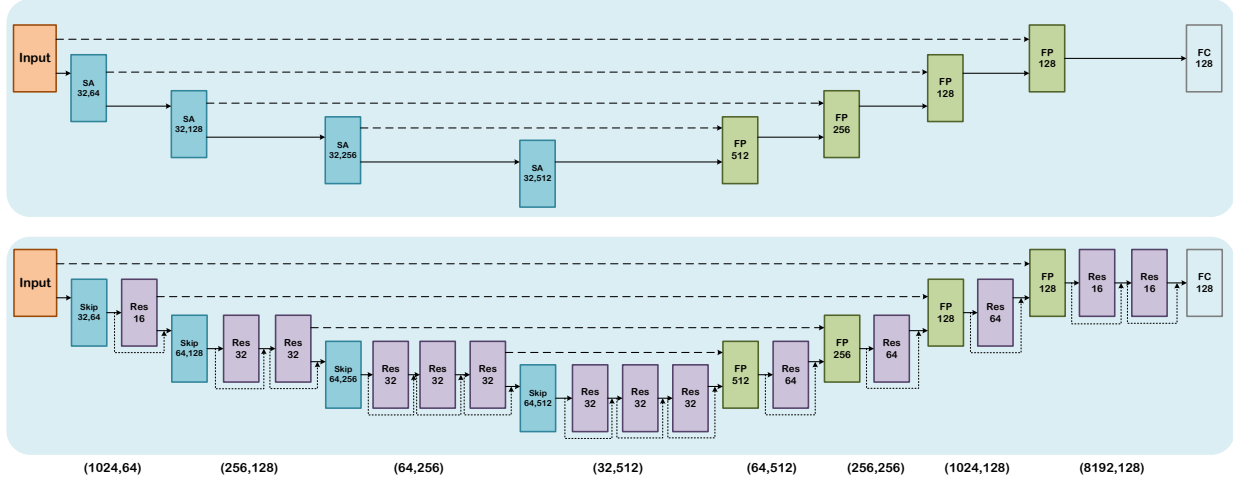 Input
SA
32,64
SA
32,128
SA
32,256
SA
32,512
FP
512
FP
256
FP
128
FP
128
FC
128
Input
Skip
32,64
Res
16
Skip
64,128
Res
32
Res
32
Skip
64,256
Res
32
Res
32
Res
32
Skip
64,512
Res
32
Res
32
Res
32
FP
512
Res
64
FP
256
Res
64
FP
128
Res
64
FP
128
Res
16
Res
16
FC
128
(1024,64) (256,128) (64,256) (32,512) (64,512) (256,256) (1024,128) (8192,128)